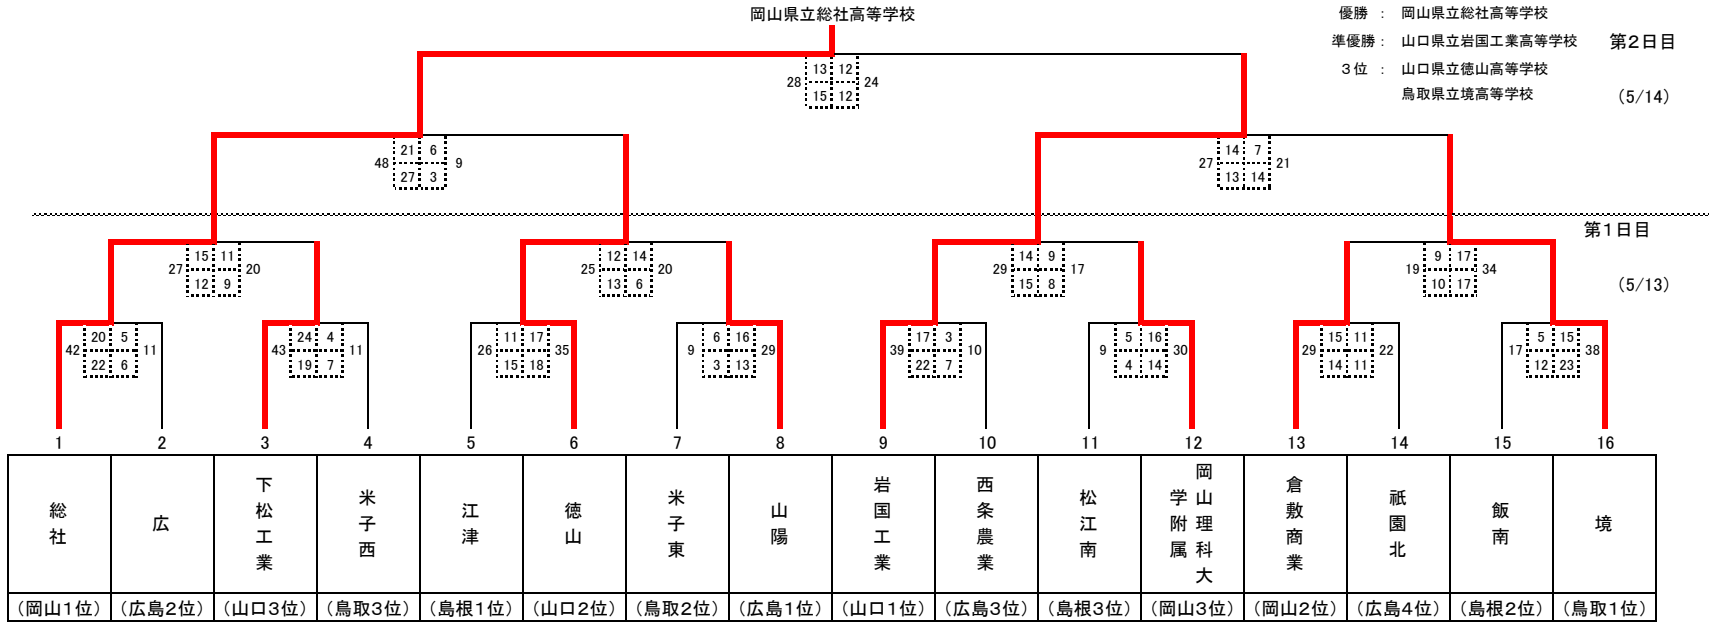 岡山県立総社高等学校
優勝 : 岡山県立総社高等学校
準優勝: 山口県立岩国工業高等学校
3位 : 山口県立徳山高等学校
鳥取県立境高等学校
第2日目
(5/14)
28 13 12 24
15 12
48 21 6 9
27 3
27 14 7 21
13 14
第1日目
(5/13)
27 15 11 20
12 9
25 12 14 20
13 6
29 14 9 17
15 8
19 9 17 34
10 17
42 20 5 11
22 6
43 24 4 11
19 7
26 11 17 35
15 18
9 6 16 29
3 13
39 17 3 10
22 7
9 5 16 30
4 14
29 15 11 22
14 11
17 5 15 38
12 23
1 2 3 4 5 6 7 8 9 10 11 12 13 14 15 16
総社
広
下松工業
米子西
江津
徳山
米子東
山陽
岩国工業
西条農業
松江南
岡山理科大
学附属
倉敷商業
祇園北
飯南
境
(岡山1位) (広島2位) (山口3位) (鳥取3位) (島根1位) (山口2位) (鳥取2位) (広島1位) (山口1位) (広島3位) (島根3位) (岡山3位) (岡山2位) (広島4位) (島根2位) (鳥取1位)